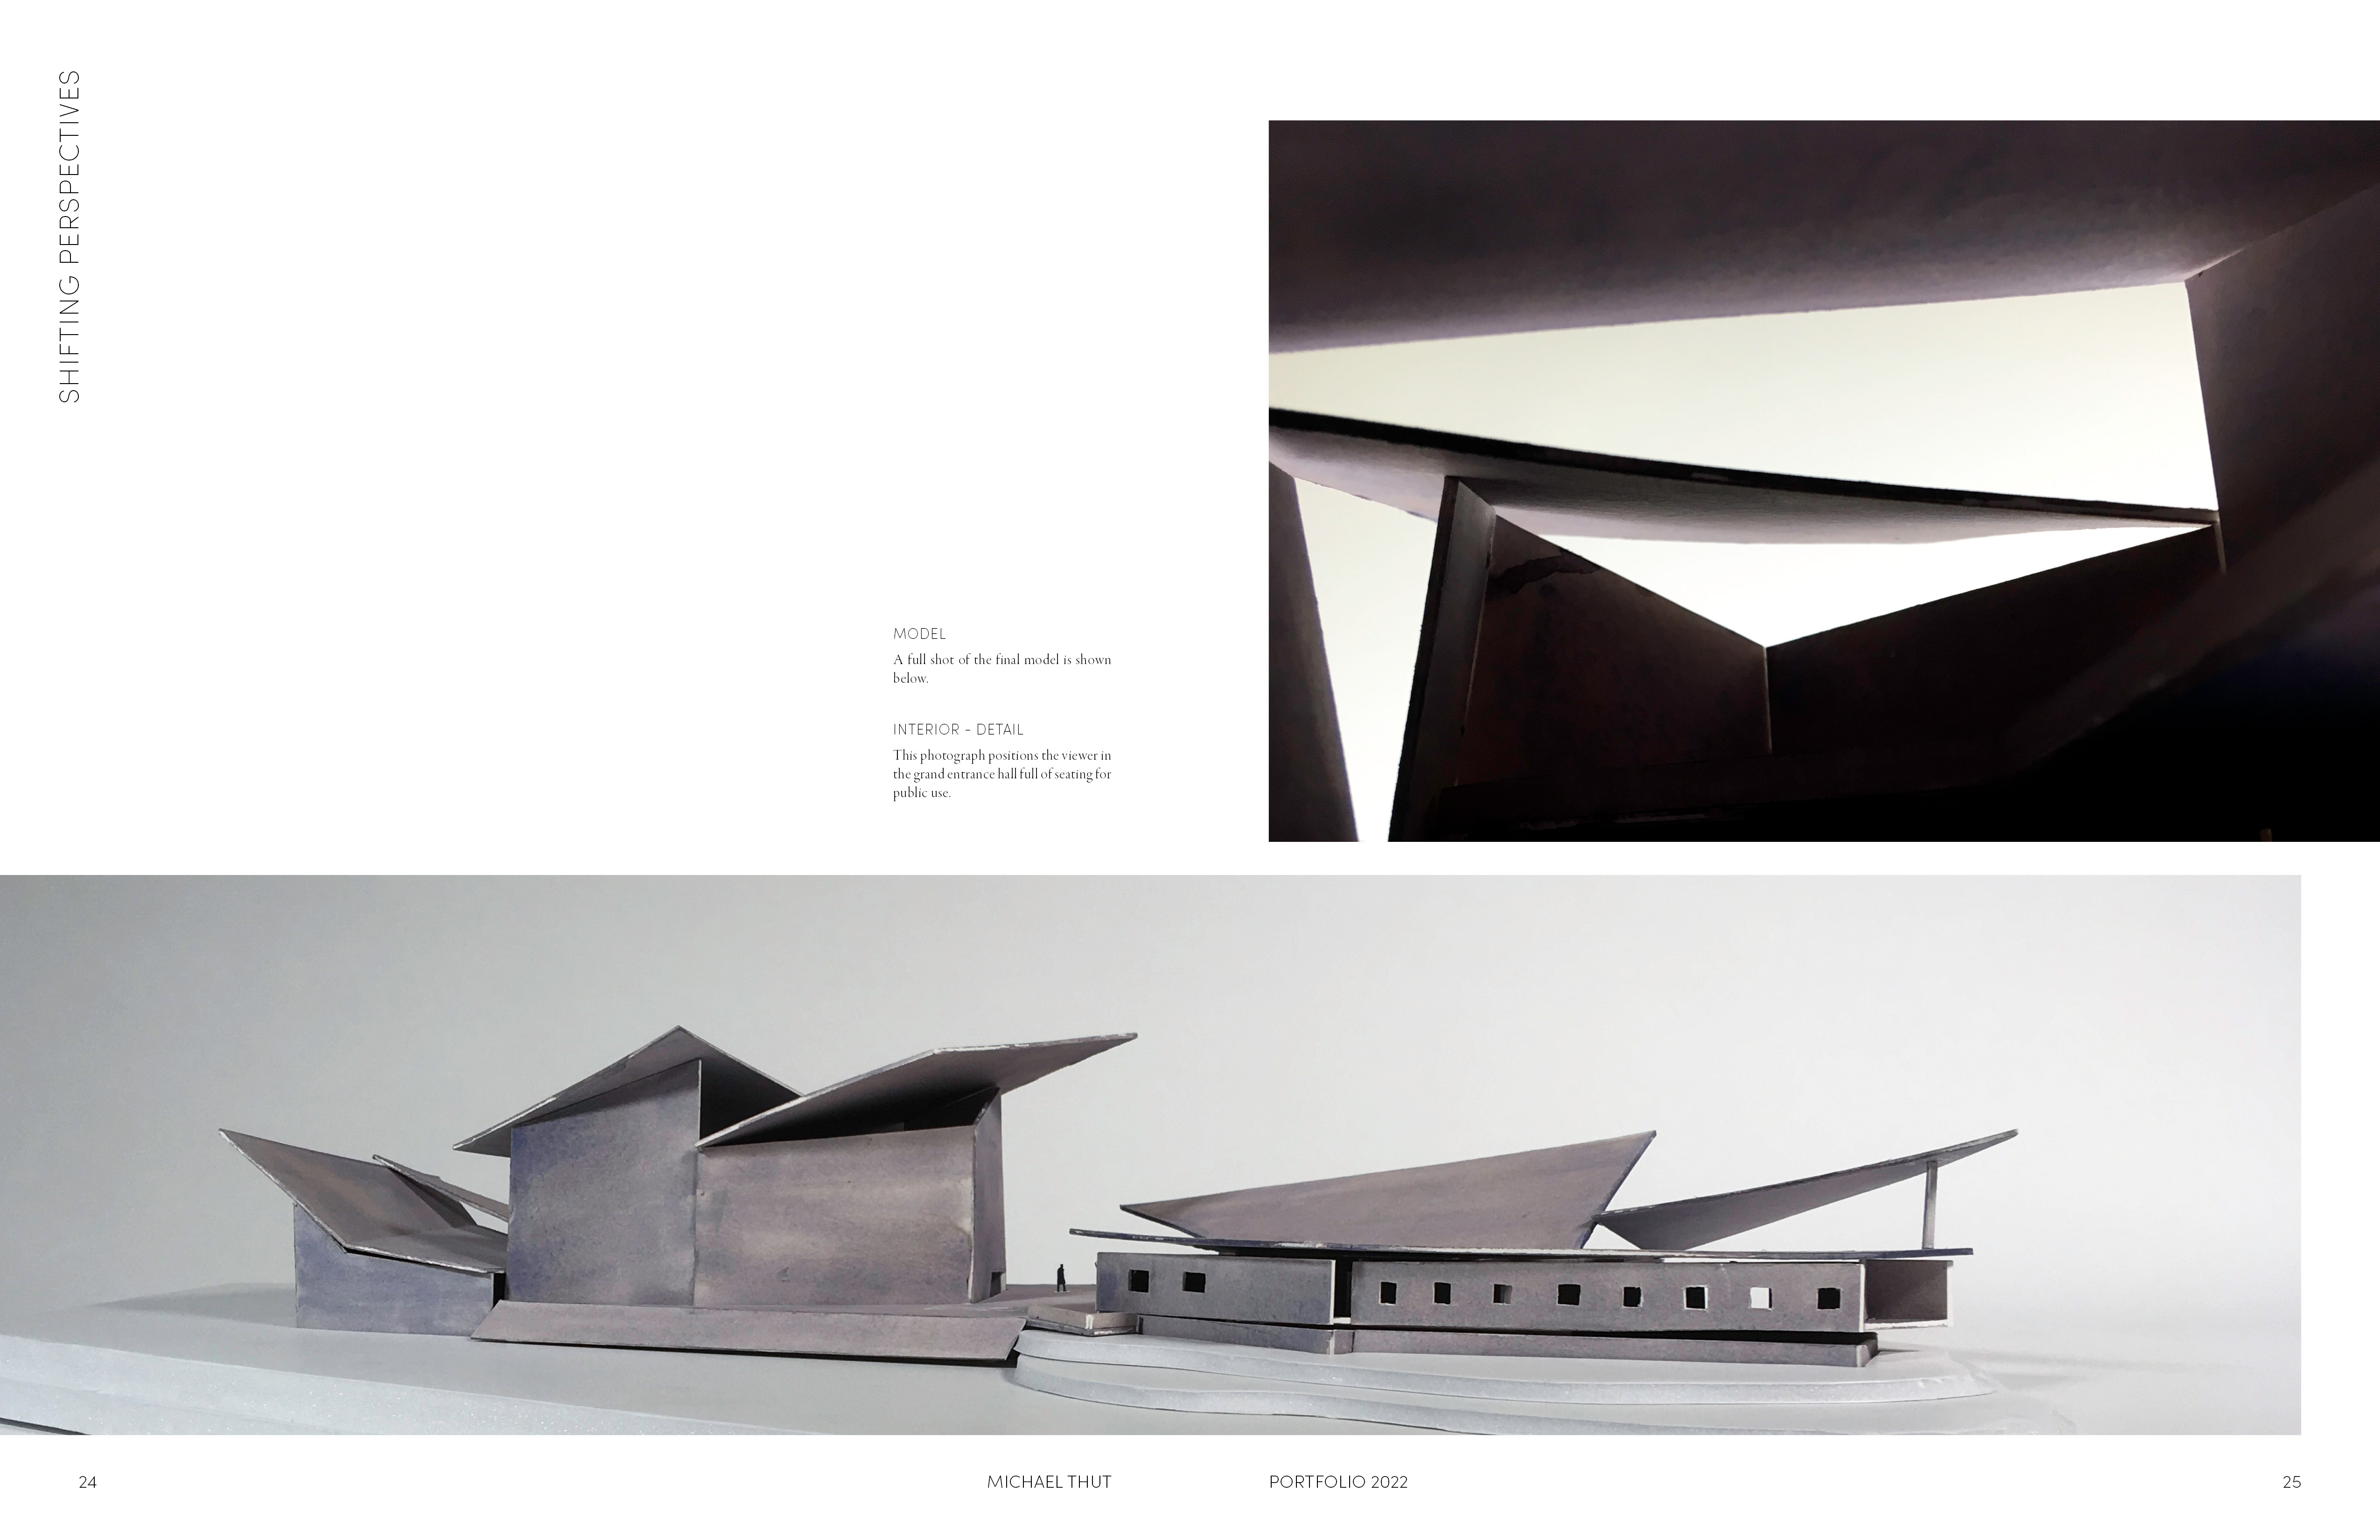 SHIFTING PERSPECTIVES
MODEL
A full shot of the final model is shown
below.
INTERIOR - DETAIL
This photograph positions the viewer in
the grand entrance hall full of seating for
public use.
24
MICHAEL THUT
PORTFOLIO 2022
25